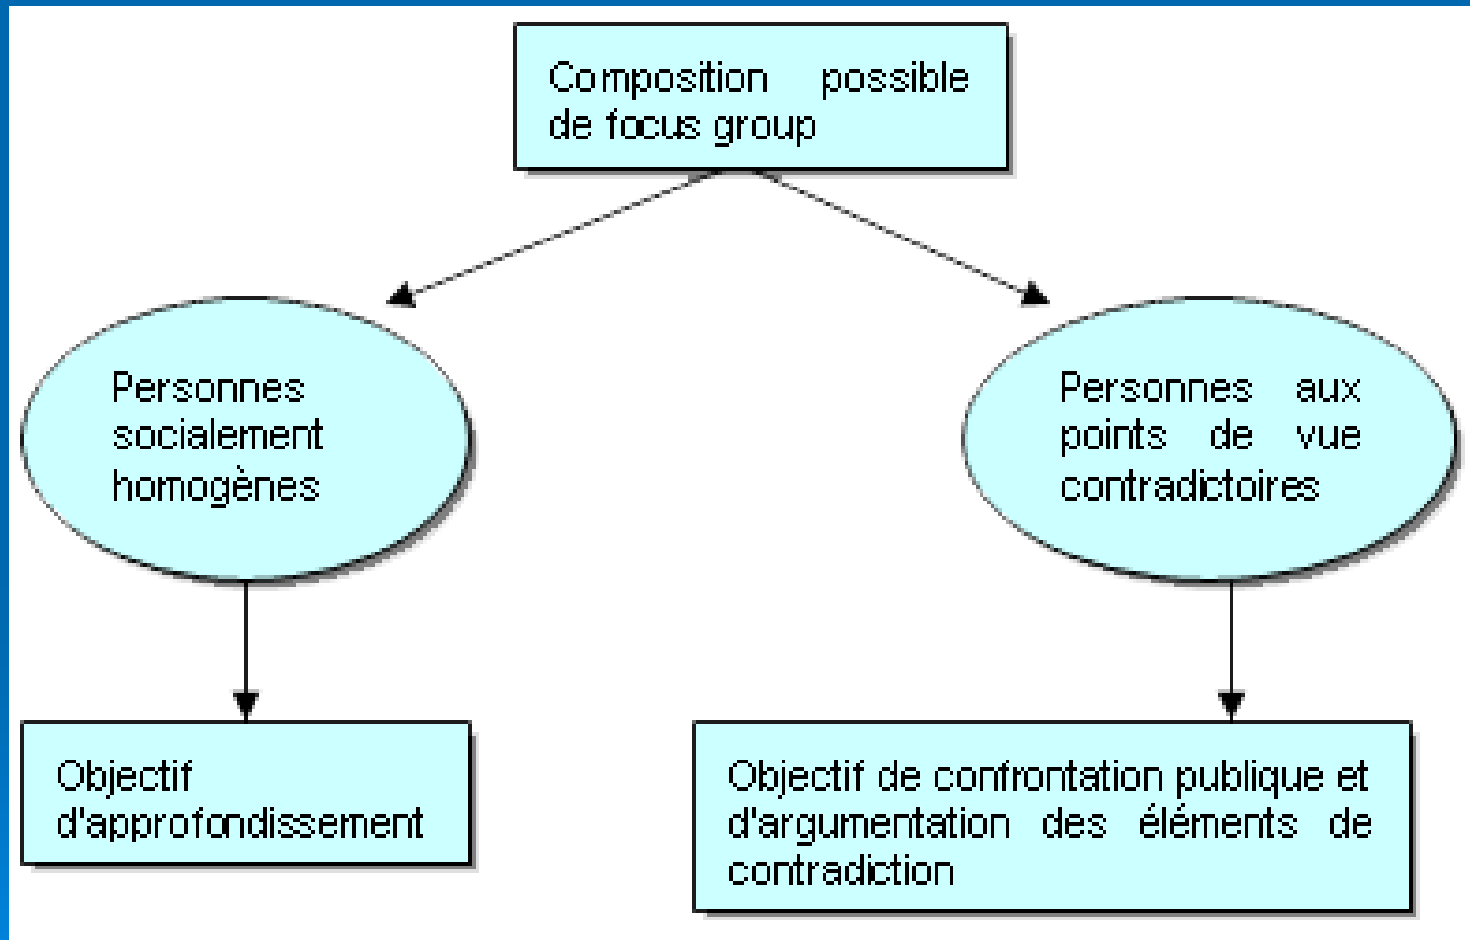 Composition possible
de focus group
Personnes
socialement
homogènes
Personnes aux
points de vue
contradictoires
Objectif
d'approfondissement
Objectif de confrontation publique et
d'argumentation des éléments de
contradiction